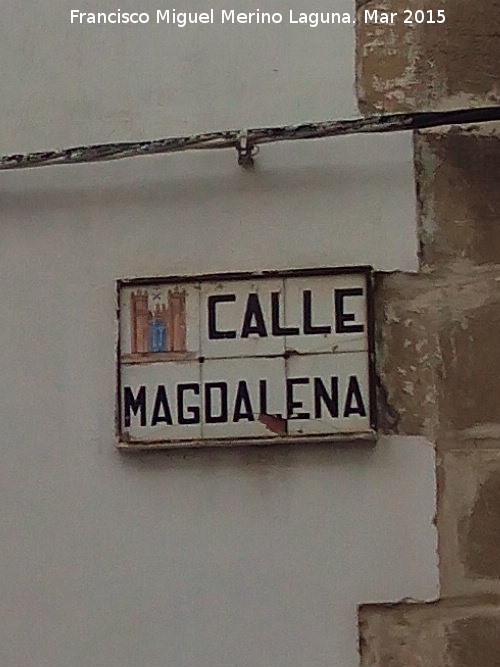 Francisco Miguel Merino Laguna. Mar 2015
CALLE
MAGDALENA